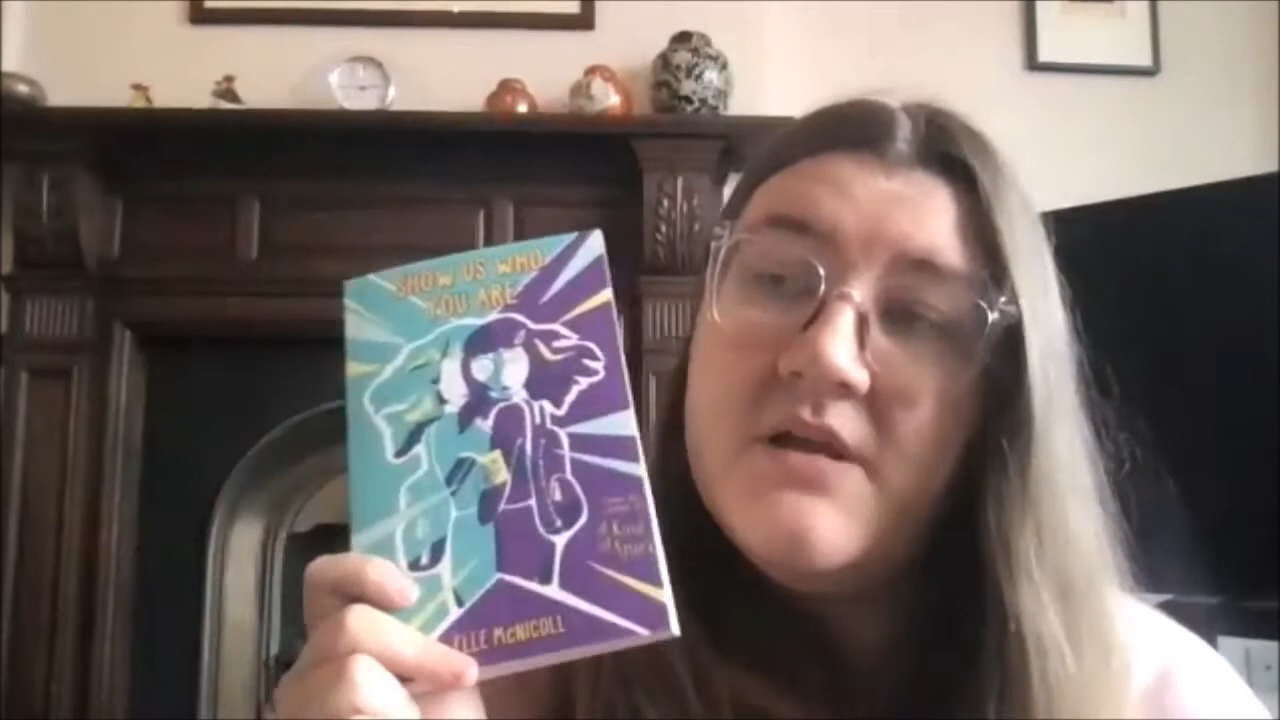 SHOW US WHO
YOU ARE
A Kind
of Spark
ELLE McNICOLL